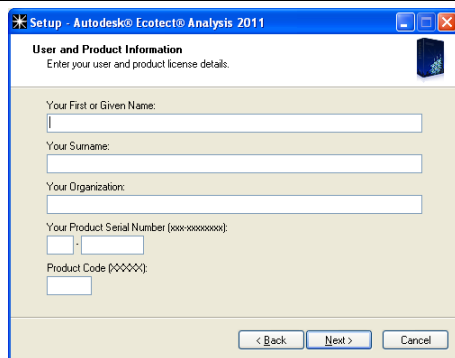 Setup - Autodesk® Ecotect® Analysis 2011
User and Product Information
Enter your user and product license details.
Your First or Given Name:
Your Surname:
Your Organization:
Your Product Serial Number (xxx-xxxxxxxx):
-
Product Code (XXXXX):
< Back Next > Cancel